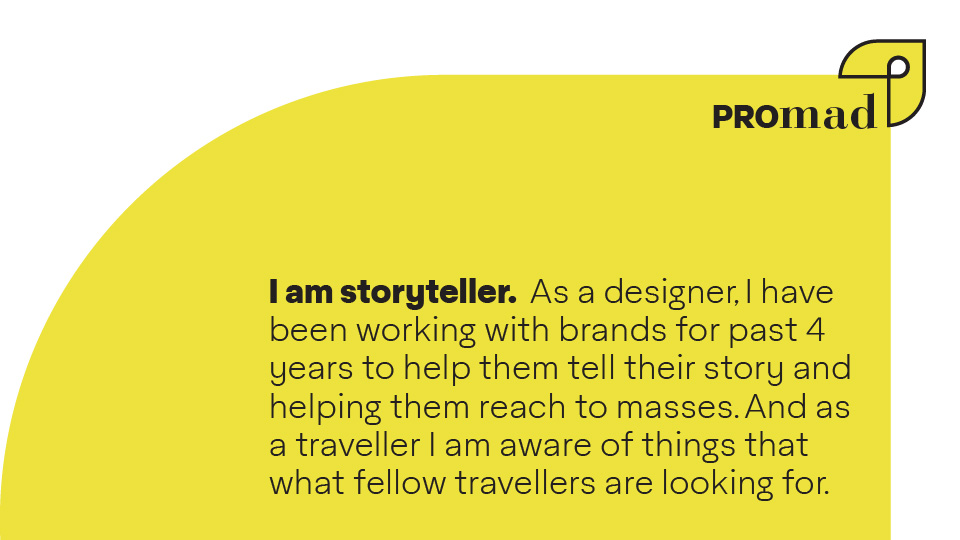 PROmad
I am storyteller. As a designer, I have
been working with brands for past 4
years to help them tell their story and
helping them reach to masses. And as
a traveller I am aware of things that
what fellow travellers are looking for.